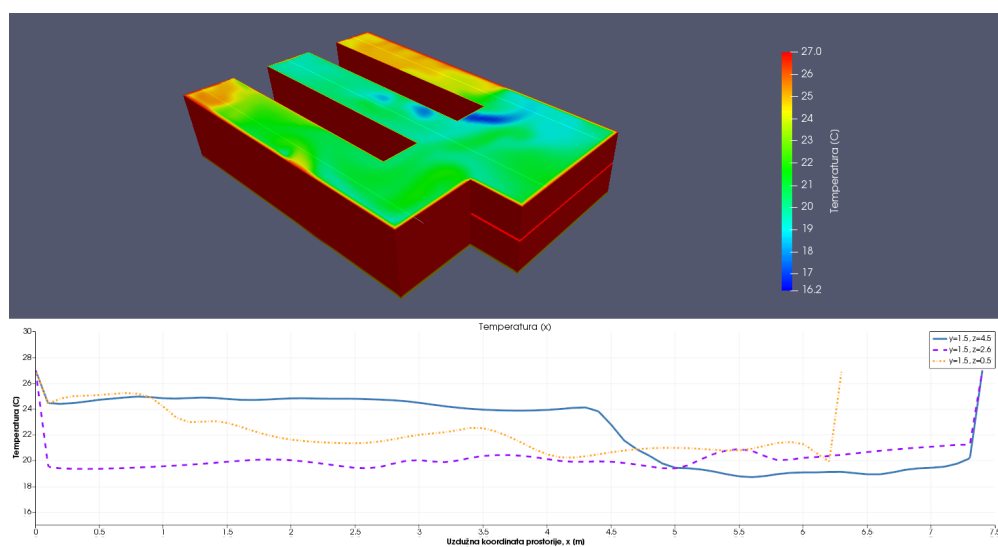 27.0
26
25
24
23
22
21
20
19
18
17
16.2
Temperatura (C)
Temperatura (x)
30
28
26
24
22
20
18
16
Temperatura (C)
y=1.5, z=4.5
y=1.5, z=2.6
y=1.5, z=0.5
0 0.5 1 1.5 2 2.5 3 3.5 4 4.5 5 5.5 6 6.5 7 7.5
Uzdužna koordinata prostorije, x (m)